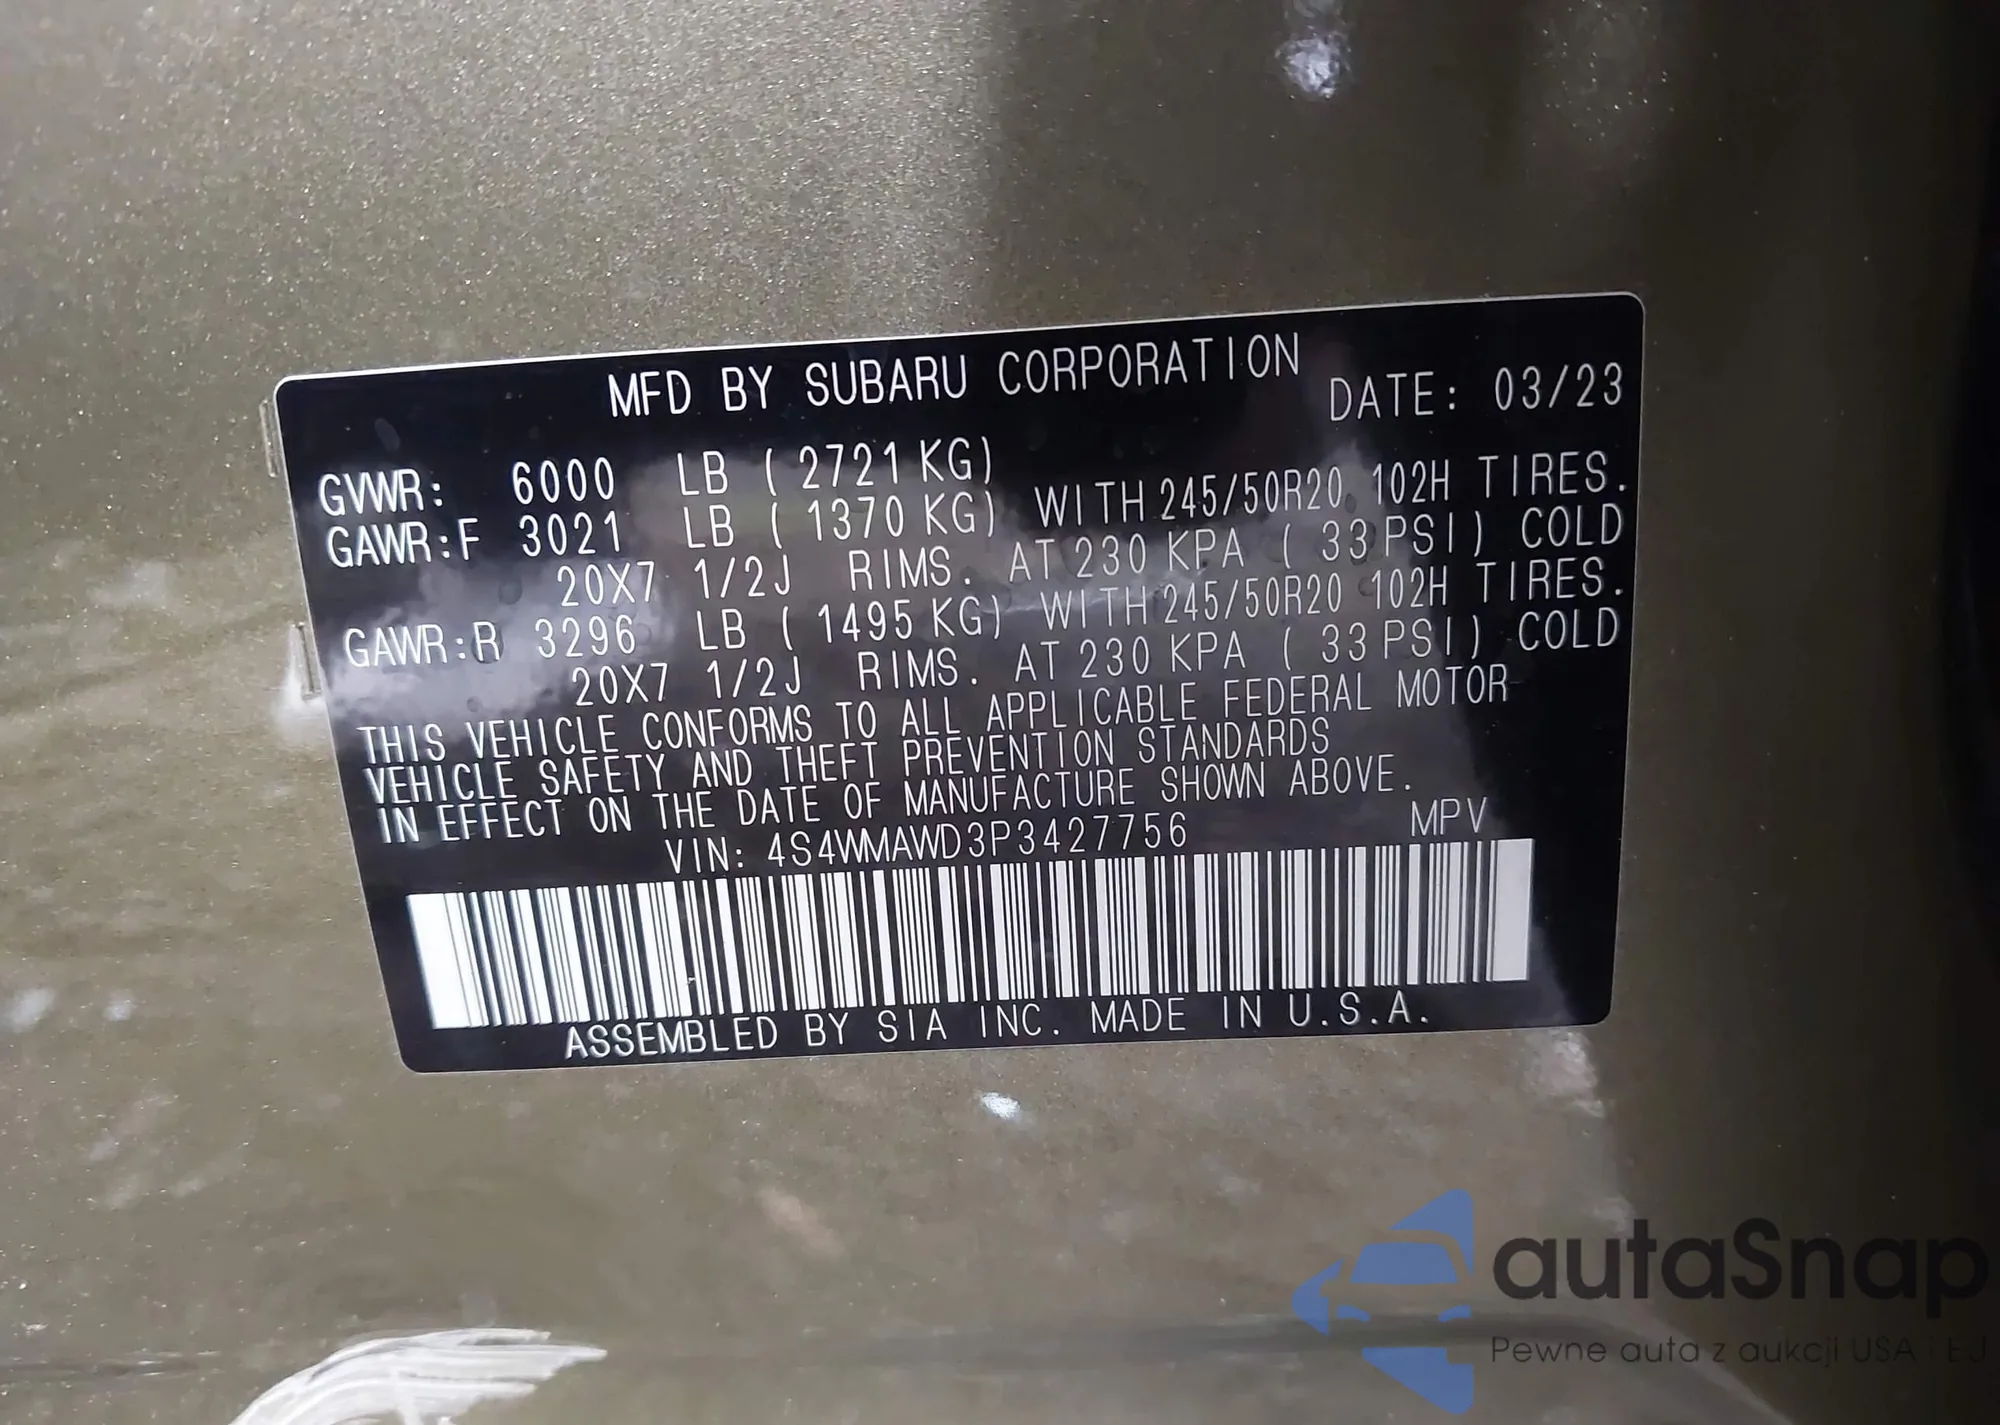 MFD BY SUBARU CORPORATION
DATE: 03/23
GVWR: 6000 LB ( 2721 KG)
GAWR:F 3021 LB ( 1370 KG) WITH 245/50R20 102H TIRES.
20X7 1/2J RIMS. AT 230 KPA ( 33 PSI) COLD
GAWR:R 3296 LB ( 1495 KG) WITH 245/50R20 102H TIRES.
20X7 1/2J RIMS. AT 230 KPA ( 33 PSI) COLD
THIS VEHICLE CONFORMS TO ALL APPLICABLE FEDERAL MOTOR
VEHICLE SAFETY AND THEFT PREVENTION STANDARDS
IN EFFECT ON THE DATE OF MANUFACTURE SHOWN ABOVE.
VIN: 4S4WMAWD3P3427756 MPV
ASSEMBLED BY SIA INC. MADE IN U.S.A.
autaSnap
Pewne auta z aukcji USA i EU